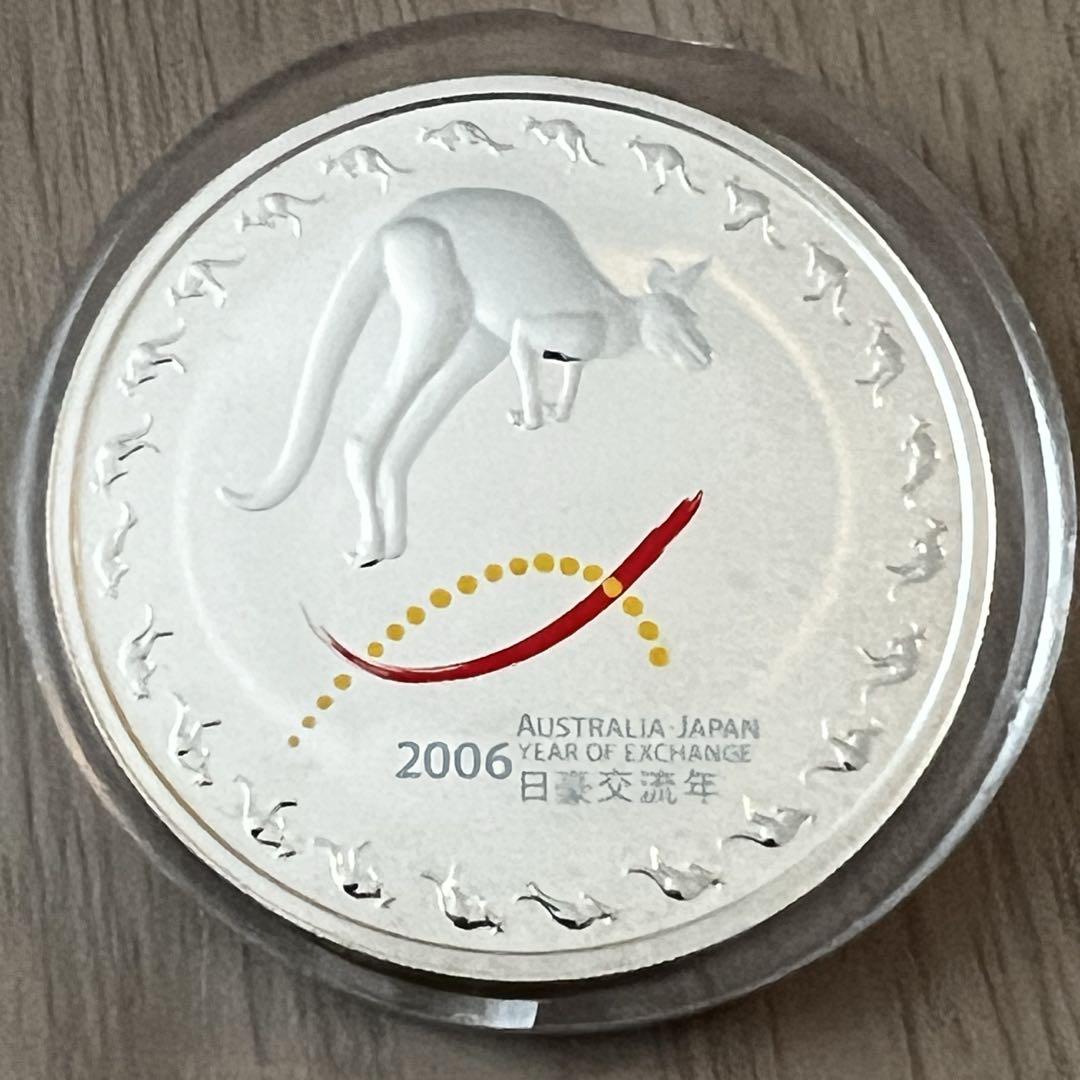 2006
AUSTRALIA·JAPAN
YEAR OF EXCHANGE
日豪交流年